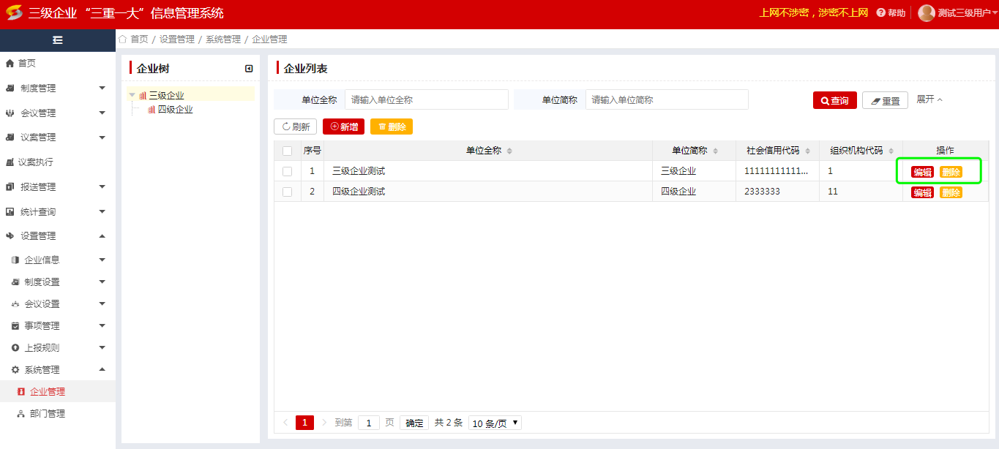 三级企业“三重一大”信息管理系统
上网不涉密，涉密不上网 帮助 测试三级用户
首页 / 设置管理 / 系统管理 / 企业管理
首页
制度管理
会议管理
议案管理
议案执行
报送管理
统计查询
设置管理
企业信息
制度设置
会议设置
事项管理
上报规则
系统管理
企业管理
部门管理
企业树
三级企业
四级企业
企业列表
单位全称 请输入单位全称 单位简称 请输入单位简称 查询 重置 展开
刷新 新增 删除
序号 单位全称 单位简称 社会信用代码 组织机构代码 操作
1 三级企业测试 三级企业 11111111111... 1 编辑 删除
2 四级企业测试 四级企业 2333333 11 编辑 删除
1 到第 1 页 确定 共 2 条 10 条/页